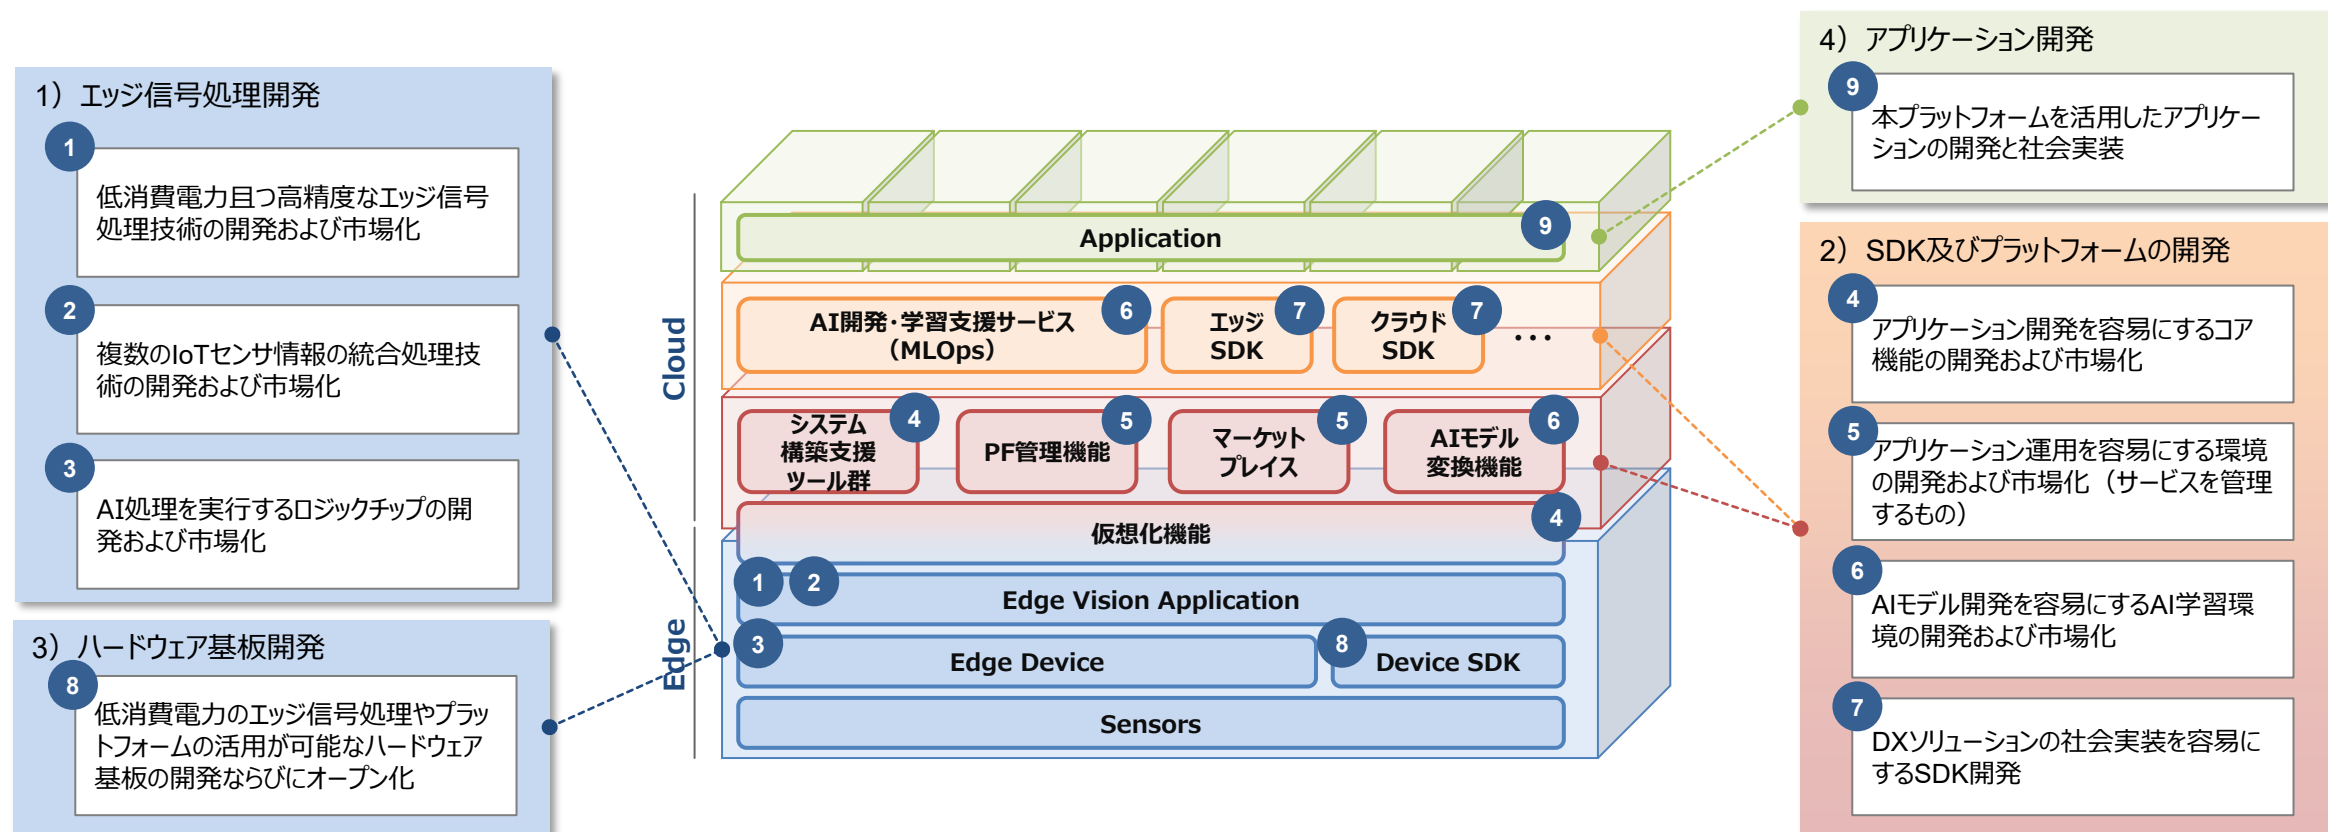 1）エッジ信号処理開発
1
低消費電力且つ高精度なエッジ信号
処理技術の開発および市場化
2
複数のIoTセンサ情報の統合処理技
術の開発および市場化
3
AI処理を実行するロジックチップの開
発および市場化
3）ハードウェア基板開発
8
低消費電力のエッジ信号処理やプラッ
トフォームの活用が可能なハードウェア
基板の開発ならびにオープン化
Cloud
Edge
Application
9
AI開発・学習支援サービス
（MLOps）
6
エッジ
SDK
7
クラウド
SDK
7
・・・
システム
構築支援
ツール群
4
PF管理機能
5
マーケット
プレイス
5
AIモデル
変換機能
6
仮想化機能
4
1
2
Edge Vision Application
3
Edge Device
8
Device SDK
Sensors
4）アプリケーション開発
9
本プラットフォームを活用したアプリケー
ションの開発と社会実装
2）SDK及びプラットフォームの開発
4
アプリケーション開発を容易にするコア
機能の開発および市場化
5
アプリケーション運用を容易にする環境
の開発および市場化（サービスを管理
するもの）
6
AIモデル開発を容易にするAI学習環
境の開発および市場化
7
DXソリューションの社会実装を容易に
するSDK開発